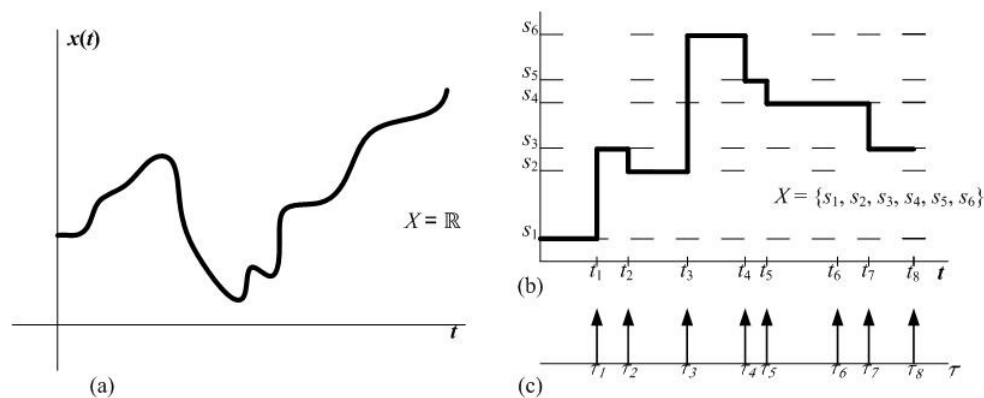 x(t)
X = ℝ
t
(a)
s₆
s₅
s₄
s₃
s₂
X = {s₁, s₂, s₃, s₄, s₅, s₆}
s₁
t₁ t₂ t₃ t₄ t₅ t₆ t₇ t₈ t
(b)
τ₁ τ₂ τ₃ τ₄ τ₅ τ₆ τ₇ τ₈ τ
(c)